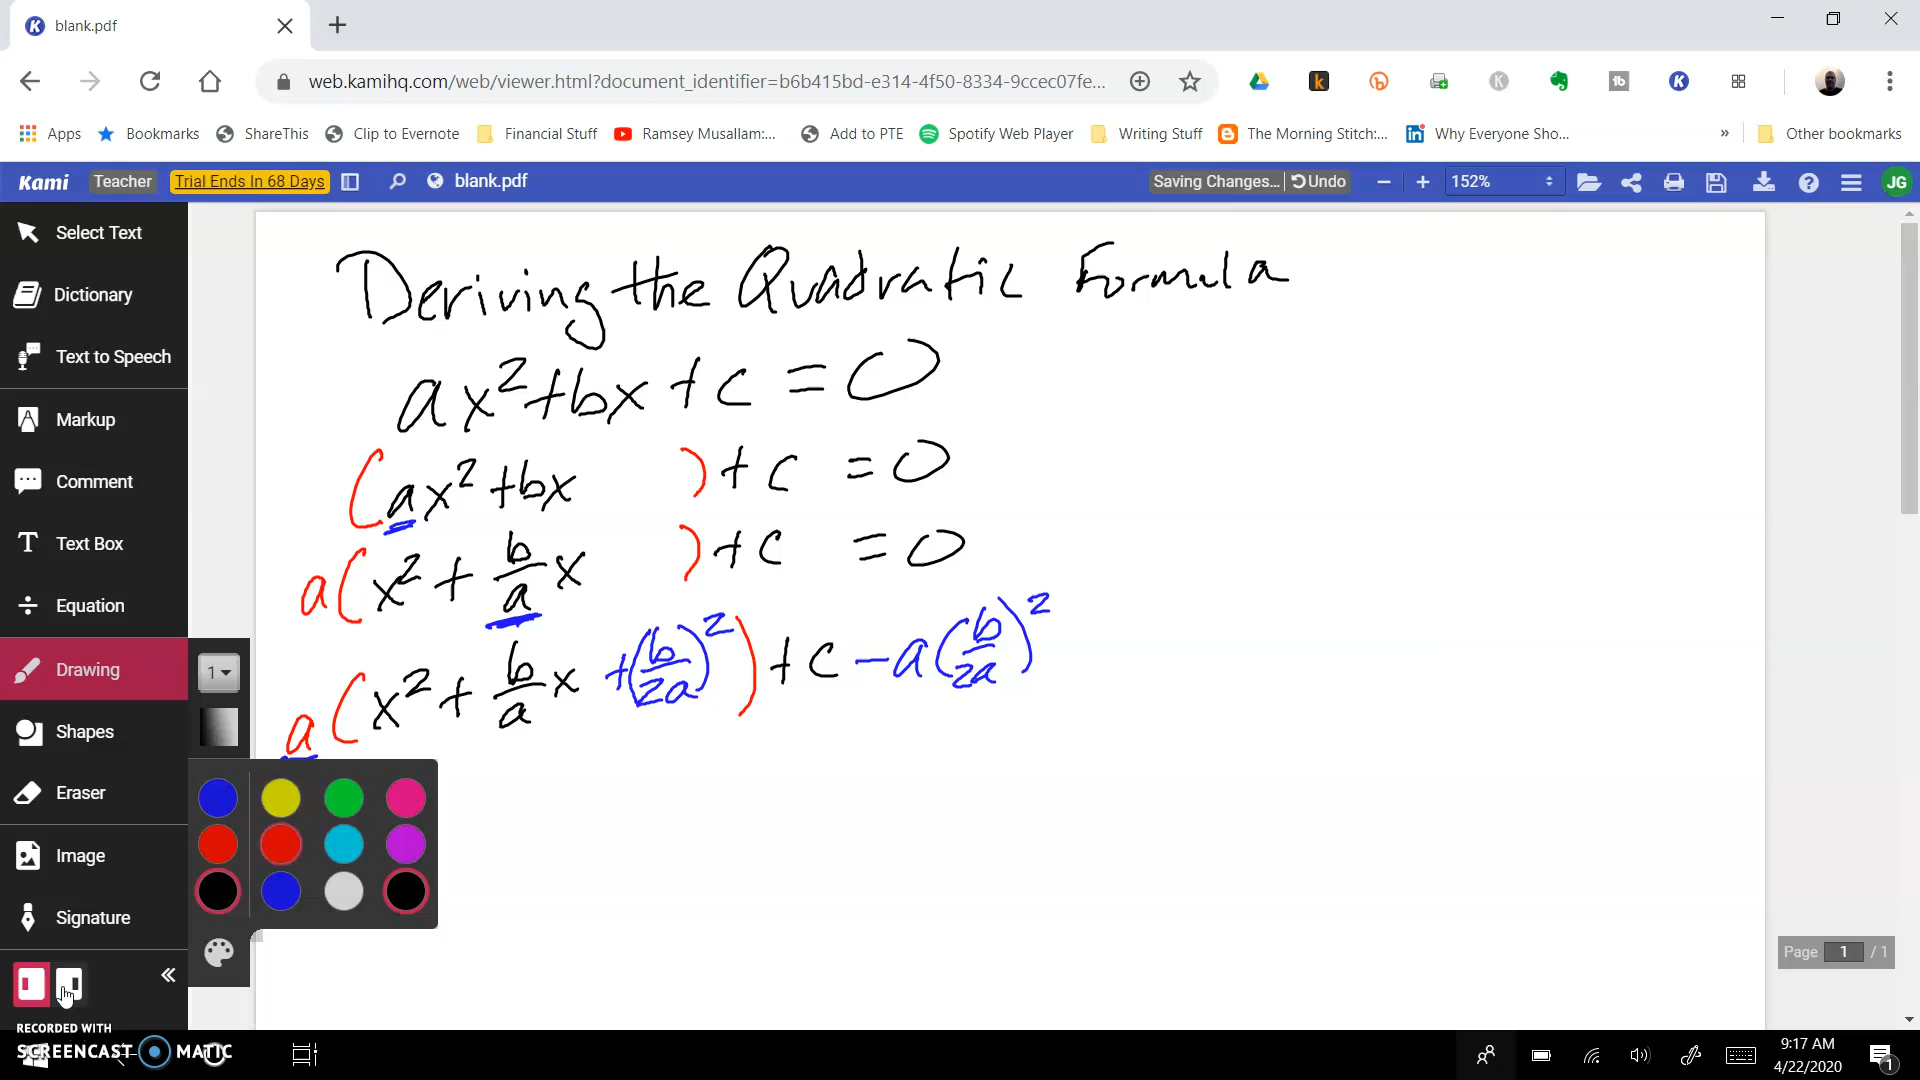 blank.pdf
web.kamihq.com/web/viewer.html?document_identifier=b6b415bd-e314-4f50-8334-9ccec07fe...
Apps Bookmarks ShareThis Clip to Evernote Financial Stuff Ramsey Musallam:... Add to PTE Spotify Web Player Writing Stuff The Morning Stitch:... Why Everyone Sho... » Other bookmarks
Kami Teacher Trial Ends In 68 Days blank.pdf Saving Changes... Undo 152% JG
Select Text
Dictionary
Text to Speech
Markup
Comment
Text Box
Equation
Drawing
Shapes
Eraser
Image
Signature
1
Deriving the Quadratic Formula
ax²+bx+c=0
(ax²+bx )+c=0
a(x²+b/a x )+c=0
a(x²+b/a x+(b/2a)²)+c-a(b/2a)²
Page 1 / 1
RECORDED WITH
SCREENCAST MATIC
9:17 AM
4/22/2020
1